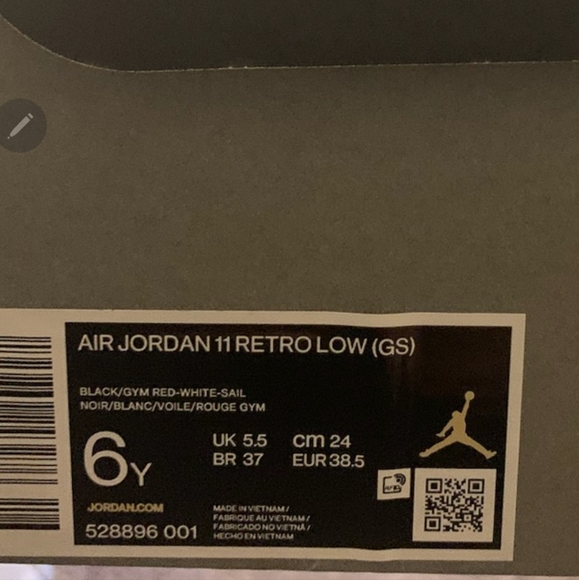 AIR JORDAN 11 RETRO LOW (GS)
BLACK/GYM RED-WHITE-SAIL
NOIR/BLANC/VOILE/ROUGE GYM
6Y
UK 5.5 cm 24
BR 37 EUR 38.5
JORDAN.COM
528896 001
MADE IN VIETNAM /
FABRIQUE AU VIETNAM /
FABRICADO NO VIETNÃ /
HECHO EN VIETNAM